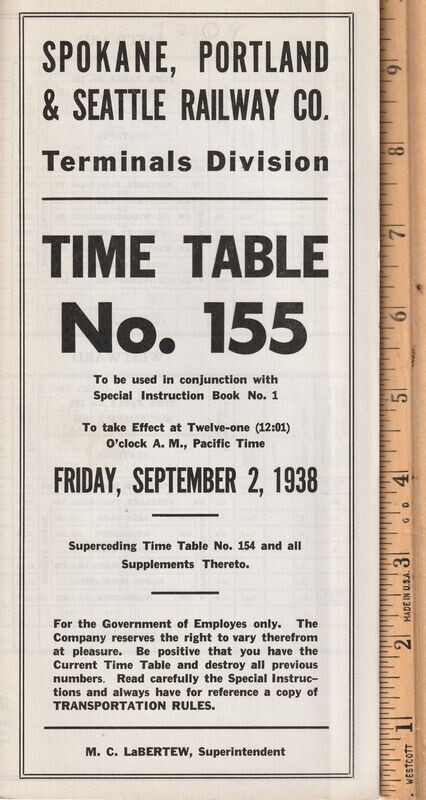 SPOKANE, PORTLAND
& SEATTLE RAILWAY CO.
Terminals Division
TIME TABLE
No. 155
To be used in conjunction with
Special Instruction Book No. 1
To take Effect at Twelve-one (12:01)
O'clock A. M., Pacific Time
FRIDAY, SEPTEMBER 2, 1938
Superceding Time Table No. 154 and all
Supplements Thereto.
For the Government of Employes only. The
Company reserves the right to vary therefrom
at pleasure. Be positive that you have the
Current Time Table and destroy all previous
numbers. Read carefully the Special Instruc-
tions and always have for reference a copy of
TRANSPORTATION RULES.
M. C. LaBERTEW, Superintendent
9
8
7
6
5
4
G D
3
MADE IN U.S.A.
2
1
WESTCOTT